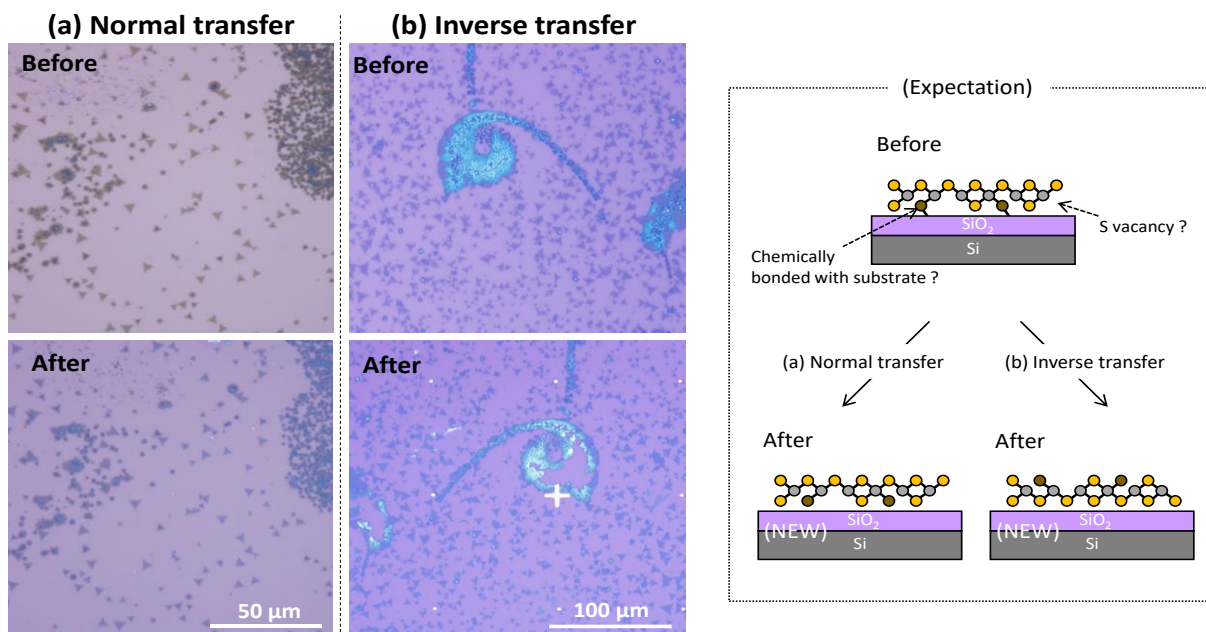 (a) Normal transfer
(b) Inverse transfer
Before
Before
After
50 μm
After
100 μm
(Expectation)
Before
SiO2
Si
Chemically
bonded with substrate ?
S vacancy ?
(a) Normal transfer
(b) Inverse transfer
After
After
SiO2
(NEW)
Si
SiO2
(NEW)
Si